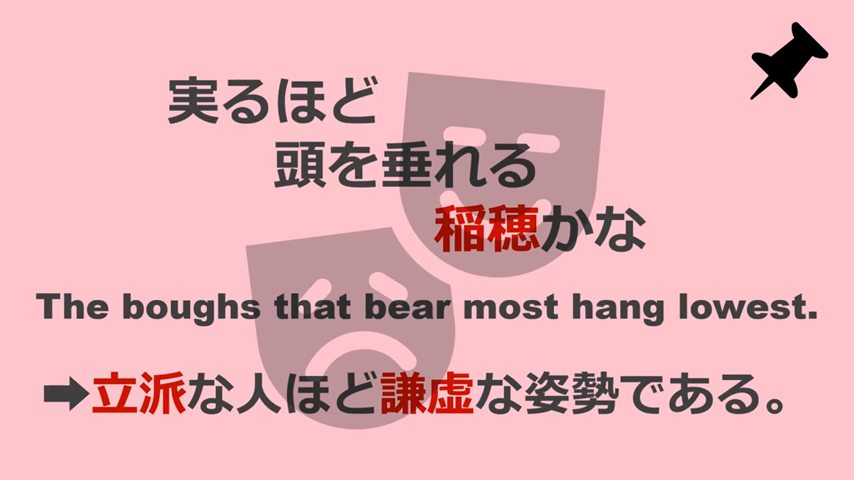 実るほど
頭を垂れる
稲穂かな
The boughs that bear most hang lowest.
➡立派な人ほど謙虚な姿勢である。